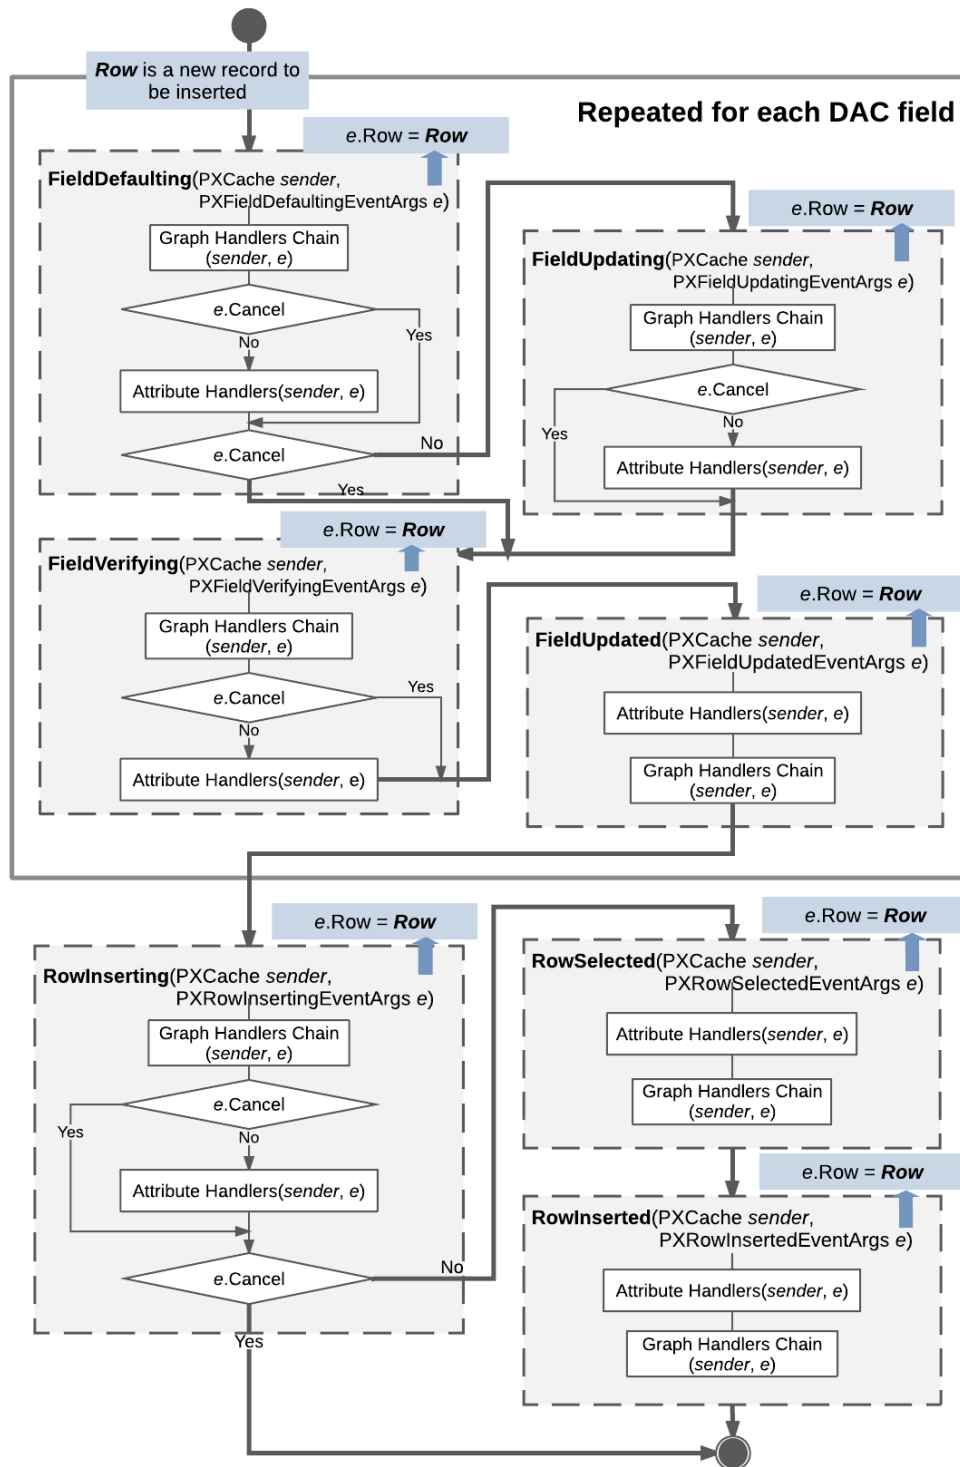 Row is a new record to
be inserted
Repeated for each DAC field
e.Row = Row
FieldDefaulting(PXCache sender,
PXFieldDefaultingEventArgs e)
Graph Handlers Chain
(sender, e)
e.Cancel
Yes
No
Attribute Handlers(sender, e)
e.Cancel
No
Yes
e.Row = Row
FieldUpdating(PXCache sender,
PXFieldUpdatingEventArgs e)
Graph Handlers Chain
(sender, e)
e.Cancel
No
Yes
Attribute Handlers(sender, e)
e.Row = Row
FieldVerifying(PXCache sender,
PXFieldVerifyingEventArgs e)
Graph Handlers Chain
(sender, e)
e.Cancel
Yes
No
Attribute Handlers(sender, e)
e.Row = Row
FieldUpdated(PXCache sender,
PXFieldUpdatedEventArgs e)
Attribute Handlers(sender, e)
Graph Handlers Chain
(sender, e)
e.Row = Row
RowInserting(PXCache sender,
PXRowInsertingEventArgs e)
Graph Handlers Chain
(sender, e)
e.Cancel
Yes
No
Attribute Handlers(sender, e)
e.Cancel
No
Yes
e.Row = Row
RowSelected(PXCache sender,
PXRowSelectedEventArgs e)
Attribute Handlers(sender, e)
Graph Handlers Chain
(sender, e)
e.Row = Row
RowInserted(PXCache sender,
PXRowInsertedEventArgs e)
Attribute Handlers(sender, e)
Graph Handlers Chain
(sender, e)